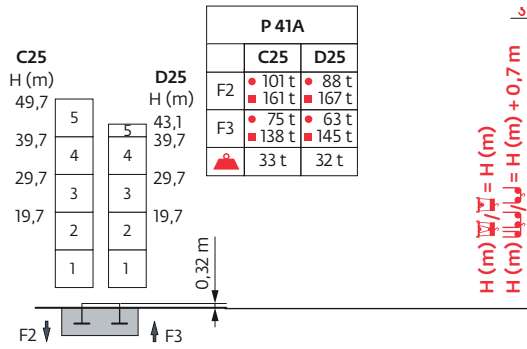 P 41A
C25 D25
F2 ● 101 t ● 88 t
■ 161 t ■ 167 t
F3 ● 75 t ● 63 t
■ 138 t ■ 145 t
33 t 32 t
C25
H (m)
49,7
39,7
29,7
19,7
5
4
3
2
1
D25
H (m)
43,1
39,7
29,7
19,7
5
4
3
2
1
0,32 m
F2
F3
H (m) / = H (m)
H (m) / = H (m) + 0,7 m